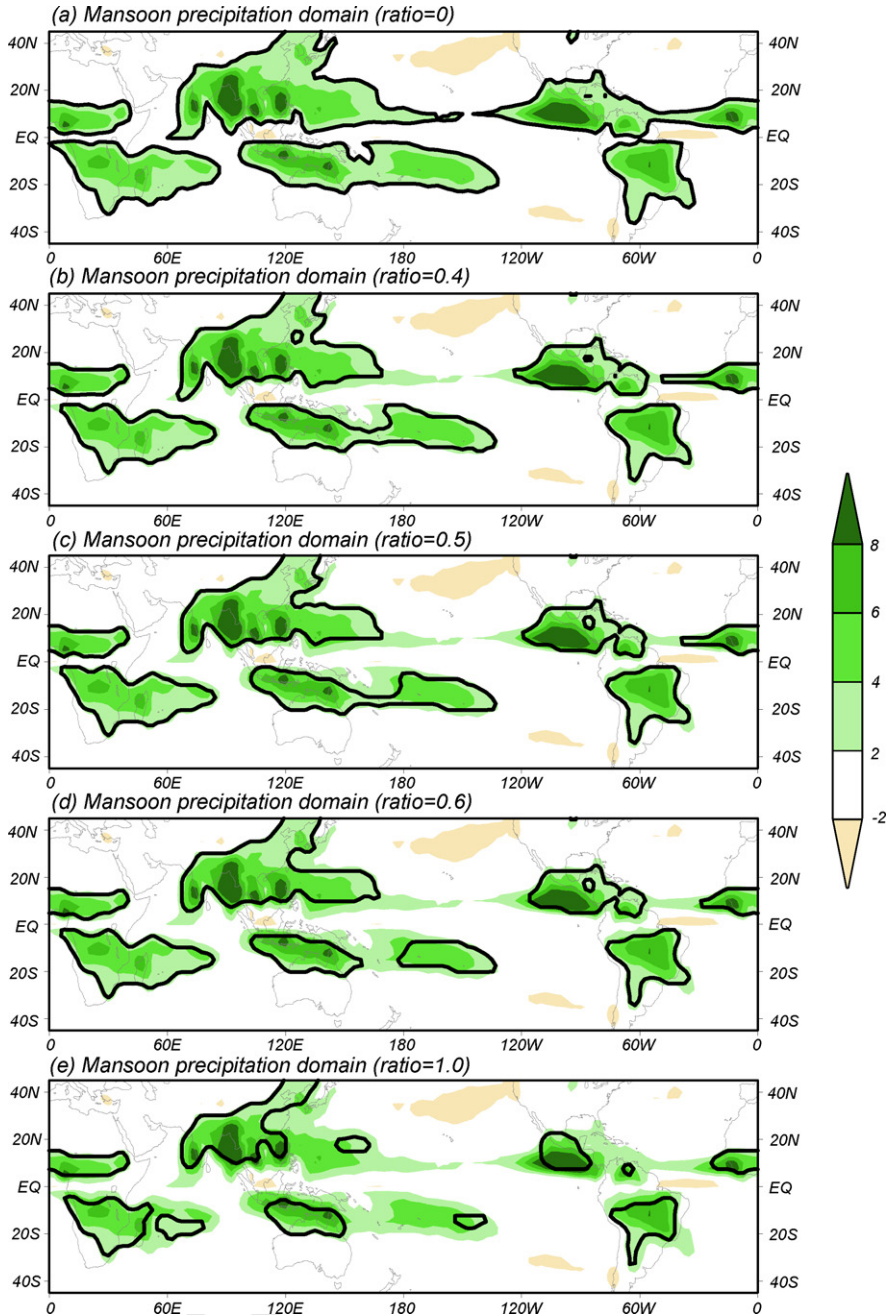 (a) Mansoon precipitation domain (ratio=0)
40N 40N
20N 20N
EQ EQ
20S 20S
40S 40S
0 60E 120E 180 120W 60W 0
(b) Mansoon precipitation domain (ratio=0.4)
40N 40N
20N 20N
EQ EQ
20S 20S
40S 40S
0 60E 120E 180 120W 60W 0
(c) Mansoon precipitation domain (ratio=0.5)
40N 40N
20N 20N
EQ EQ
20S 20S
40S 40S
0 60E 120E 180 120W 60W 0
(d) Mansoon precipitation domain (ratio=0.6)
40N 40N
20N 20N
EQ EQ
20S 20S
40S 40S
0 60E 120E 180 120W 60W 0
(e) Mansoon precipitation domain (ratio=1.0)
40N 40N
20N 20N
EQ EQ
20S 20S
40S 40S
0 60E 120E 180 120W 60W 0
8
6
4
2
-2